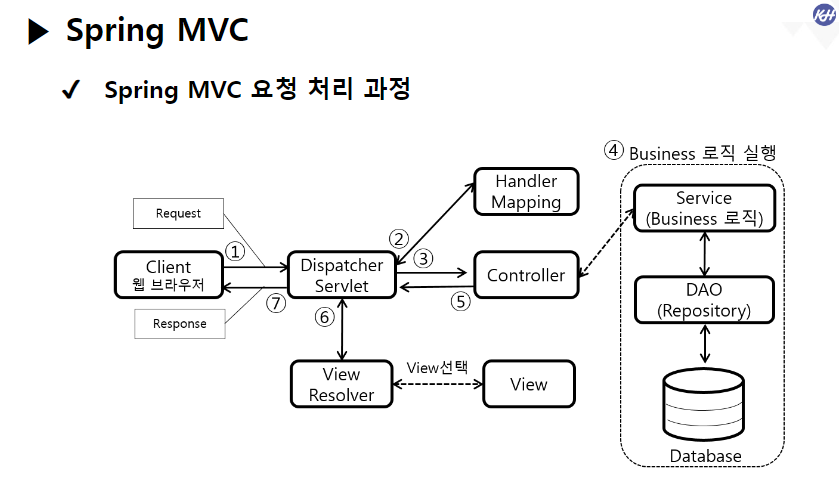 KH
▶ Spring MVC
✓ Spring MVC 요청 처리 과정
④ Business 로직 실행
Handler
Mapping
Service
(Business 로직)
Request
①
②
③
Client
웹 브라우저
Dispatcher
Servlet
Controller
⑦
⑥
⑤
DAO
(Repository)
Response
View
Resolver
View선택
View
Database